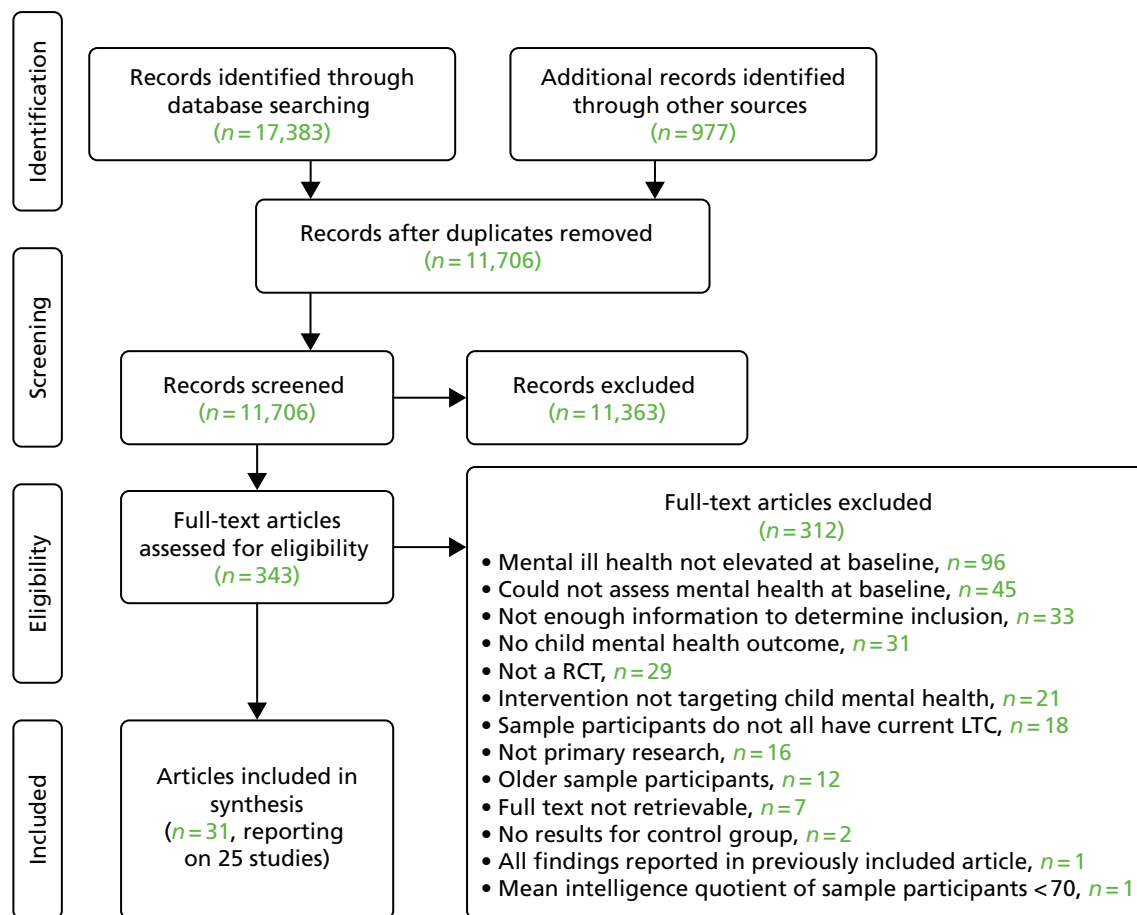 Identification
Records identified through
database searching
(n = 17,383)
Additional records identified
through other sources
(n = 977)
Records after duplicates removed
(n = 11,706)
Screening
Records screened
(n = 11,706)
Records excluded
(n = 11,363)
Eligibility
Full-text articles
assessed for eligibility
(n = 343)
Full-text articles excluded
(n = 312)
• Mental ill health not elevated at baseline, n = 96
• Could not assess mental health at baseline, n = 45
• Not enough information to determine inclusion, n = 33
• No child mental health outcome, n = 31
• Not a RCT, n = 29
• Intervention not targeting child mental health, n = 21
• Sample participants do not all have current LTC, n = 18
• Not primary research, n = 16
• Older sample participants, n = 12
• Full text not retrievable, n = 7
• No results for control group, n = 2
• All findings reported in previously included article, n = 1
• Mean intelligence quotient of sample participants < 70, n = 1
Included
Articles included in
synthesis
(n = 31, reporting
on 25 studies)